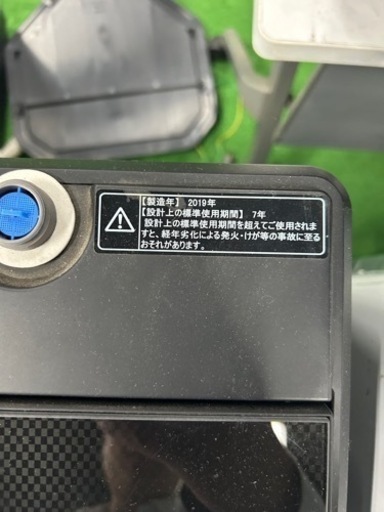 【製造年】 2019年
【設計上の標準使用期間】 7年
設計上の標準使用期間を超えてご使用されま
すと、経年劣化による発火・けが等の事故に至る
おそれがあります。